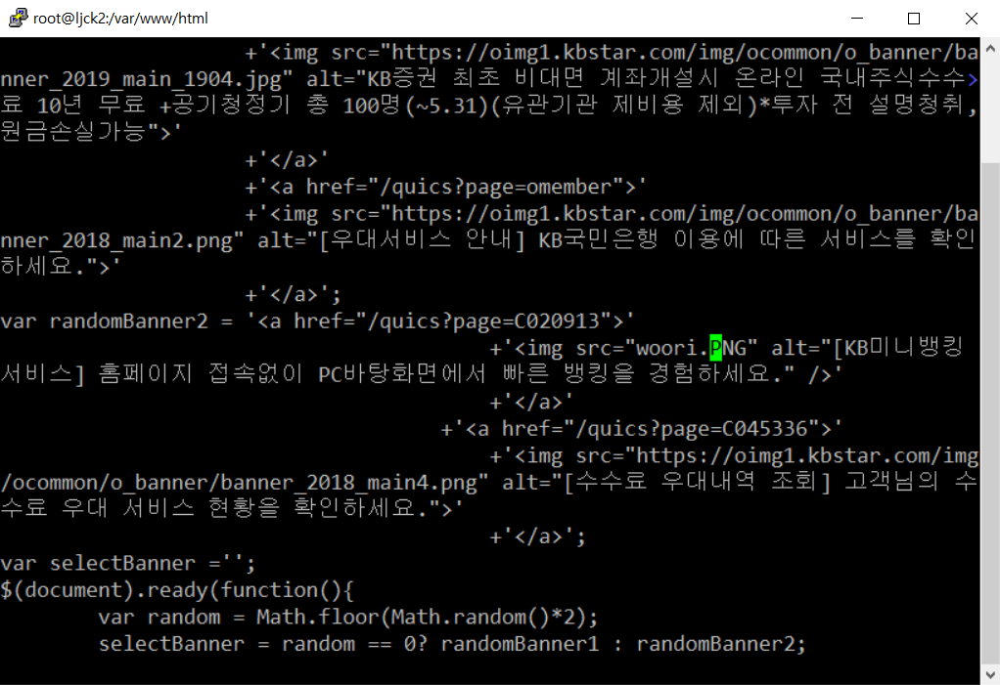 root@ljck2:/var/www/html
+'<img src="https://oimg1.kbstar.com/img/ocommon/o_banner/ba
nner_2019_main_1904.jpg" alt="KB증권 최초 비대면 계좌개설시 온라인 국내주식수수>
료 10년 무료 +공기청정기 총 100명(~5.31)(유관기관 제비용 제외)*투자 전 설명청취,
원금손실가능">'
+'</a>'
+'<a href="/quics?page=omember">'
+'<img src="https://oimg1.kbstar.com/img/ocommon/o_banner/ba
nner_2018_main2.png" alt="[우대서비스 안내] KB국민은행 이용에 따른 서비스를 확인
하세요.">'
+'</a>';
var randomBanner2 = '<a href="/quics?page=C020913">'
+'<img src="woori.PNG" alt="[KB미니뱅킹
서비스] 홈페이지 접속없이 PC바탕화면에서 빠른 뱅킹을 경험하세요." />'
+'</a>'
+'<a href="/quics?page=C045336">'
+'<img src="https://oimg1.kbstar.com/img
/ocommon/o_banner/banner_2018_main4.png" alt="[수수료 우대내역 조회] 고객님의 수
수료 우대 서비스 현황을 확인하세요.">'
+'</a>';
var selectBanner ='';
$(document).ready(function(){
var random = Math.floor(Math.random()*2);
selectBanner = random == 0? randomBanner1 : randomBanner2;